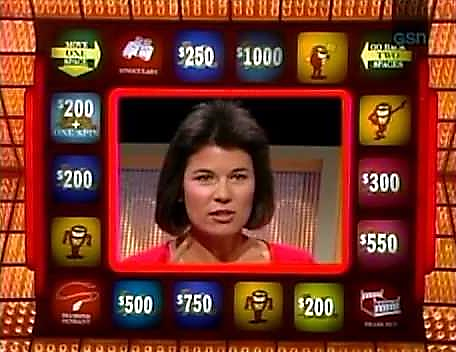 MOVE
ONE
SPACE
$250
$1000
GSN
GO BACK
TWO
SPACES
$200
+
ONE SPIN
$200
$300
$550
$500
$750
$200